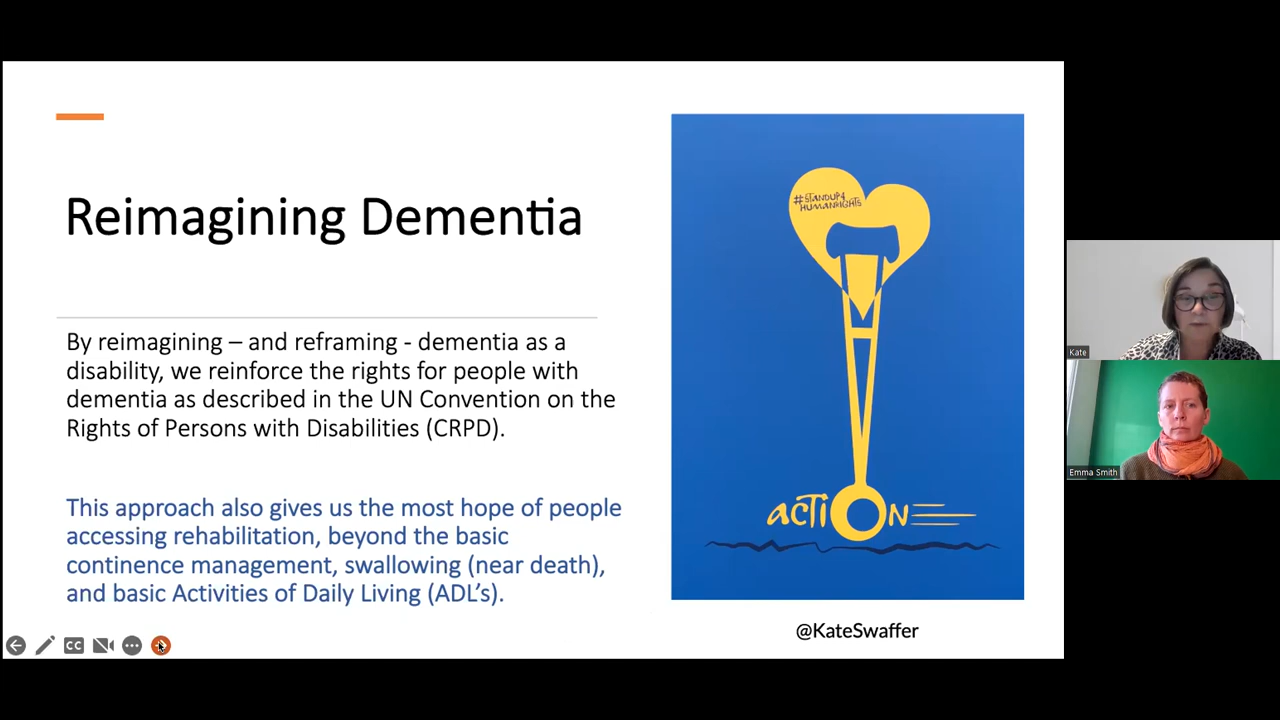 Reimagining Dementia
By reimagining – and reframing - dementia as a
disability, we reinforce the rights for people with
dementia as described in the UN Convention on the
Rights of Persons with Disabilities (CRPD).
This approach also gives us the most hope of people
accessing rehabilitation, beyond the basic
continence management, swallowing (near death),
and basic Activities of Daily Living (ADL's).
#STANDUP4
HUMANRIGHTS
actiON
@KateSwaffer
CC
Kate
Emma Smith